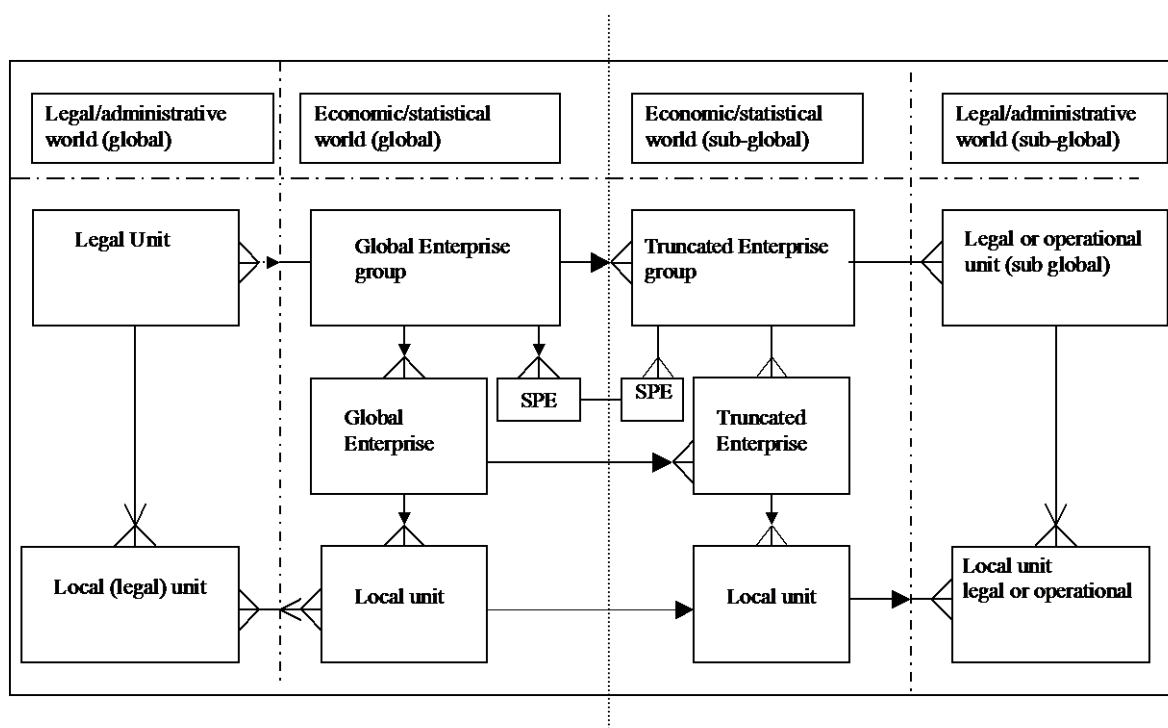 Legal/administrative
world (global)
Economic/statistical
world (global)
Economic/statistical
world (sub-global)
Legal/administrative
world (sub-global)
Legal Unit
Global Enterprise
group
Truncated Enterprise
group
Legal or operational
unit (sub global)
SPE
SPE
Global
Enterprise
Truncated
Enterprise
Local (legal) unit
Local unit
Local unit
Local unit
legal or operational